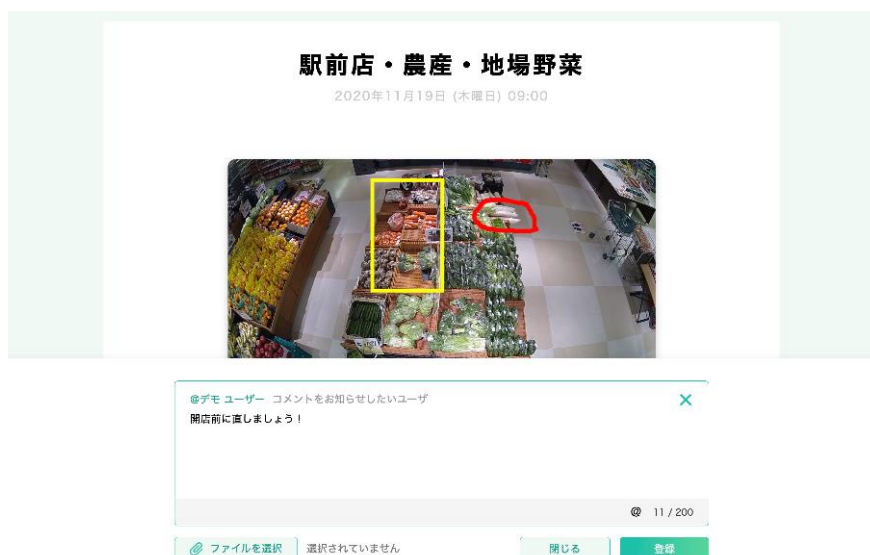 駅前店・農産・地場野菜
2020年11月19日 (木曜日) 09:00
@デモ ユーザー コメントをお知らせしたいユーザ
開店前に直しましょう！
@ 11 / 200
ファイルを選択 選択されていません 閉じる 登録